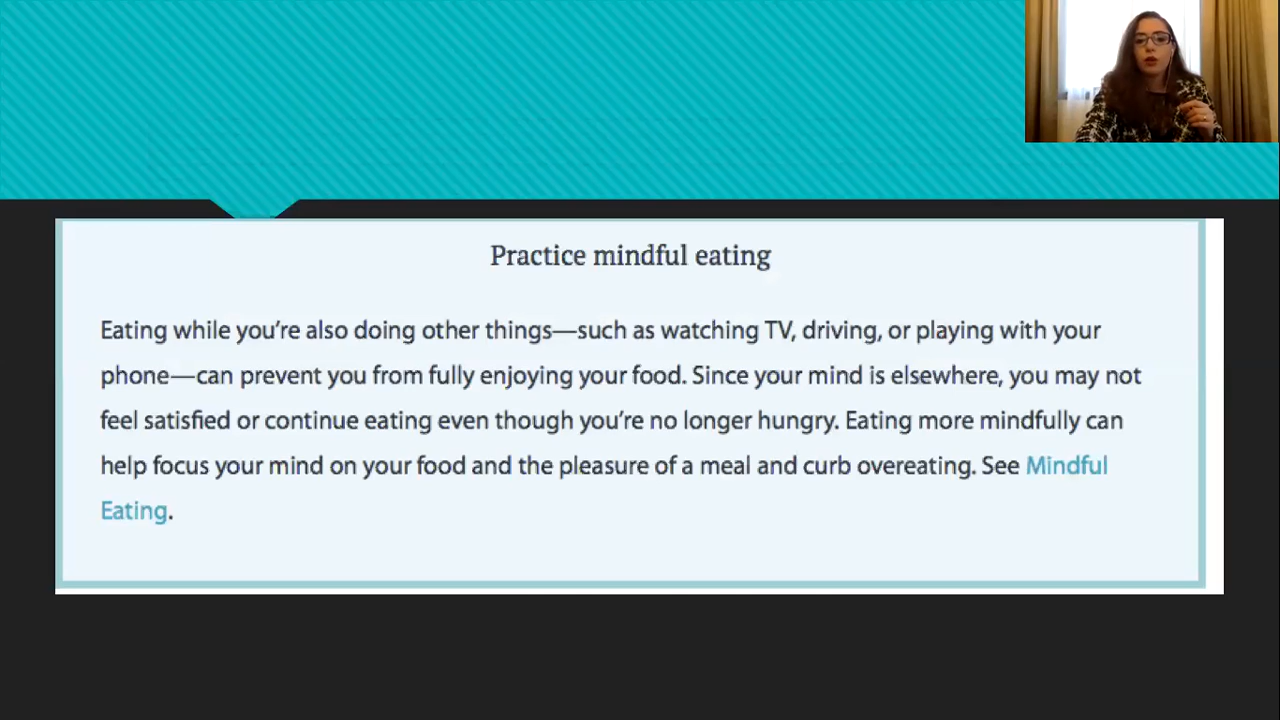 Practice mindful eating
Eating while you're also doing other things—such as watching TV, driving, or playing with your
phone—can prevent you from fully enjoying your food. Since your mind is elsewhere, you may not
feel satisfied or continue eating even though you're no longer hungry. Eating more mindfully can
help focus your mind on your food and the pleasure of a meal and curb overeating. See Mindful
Eating.